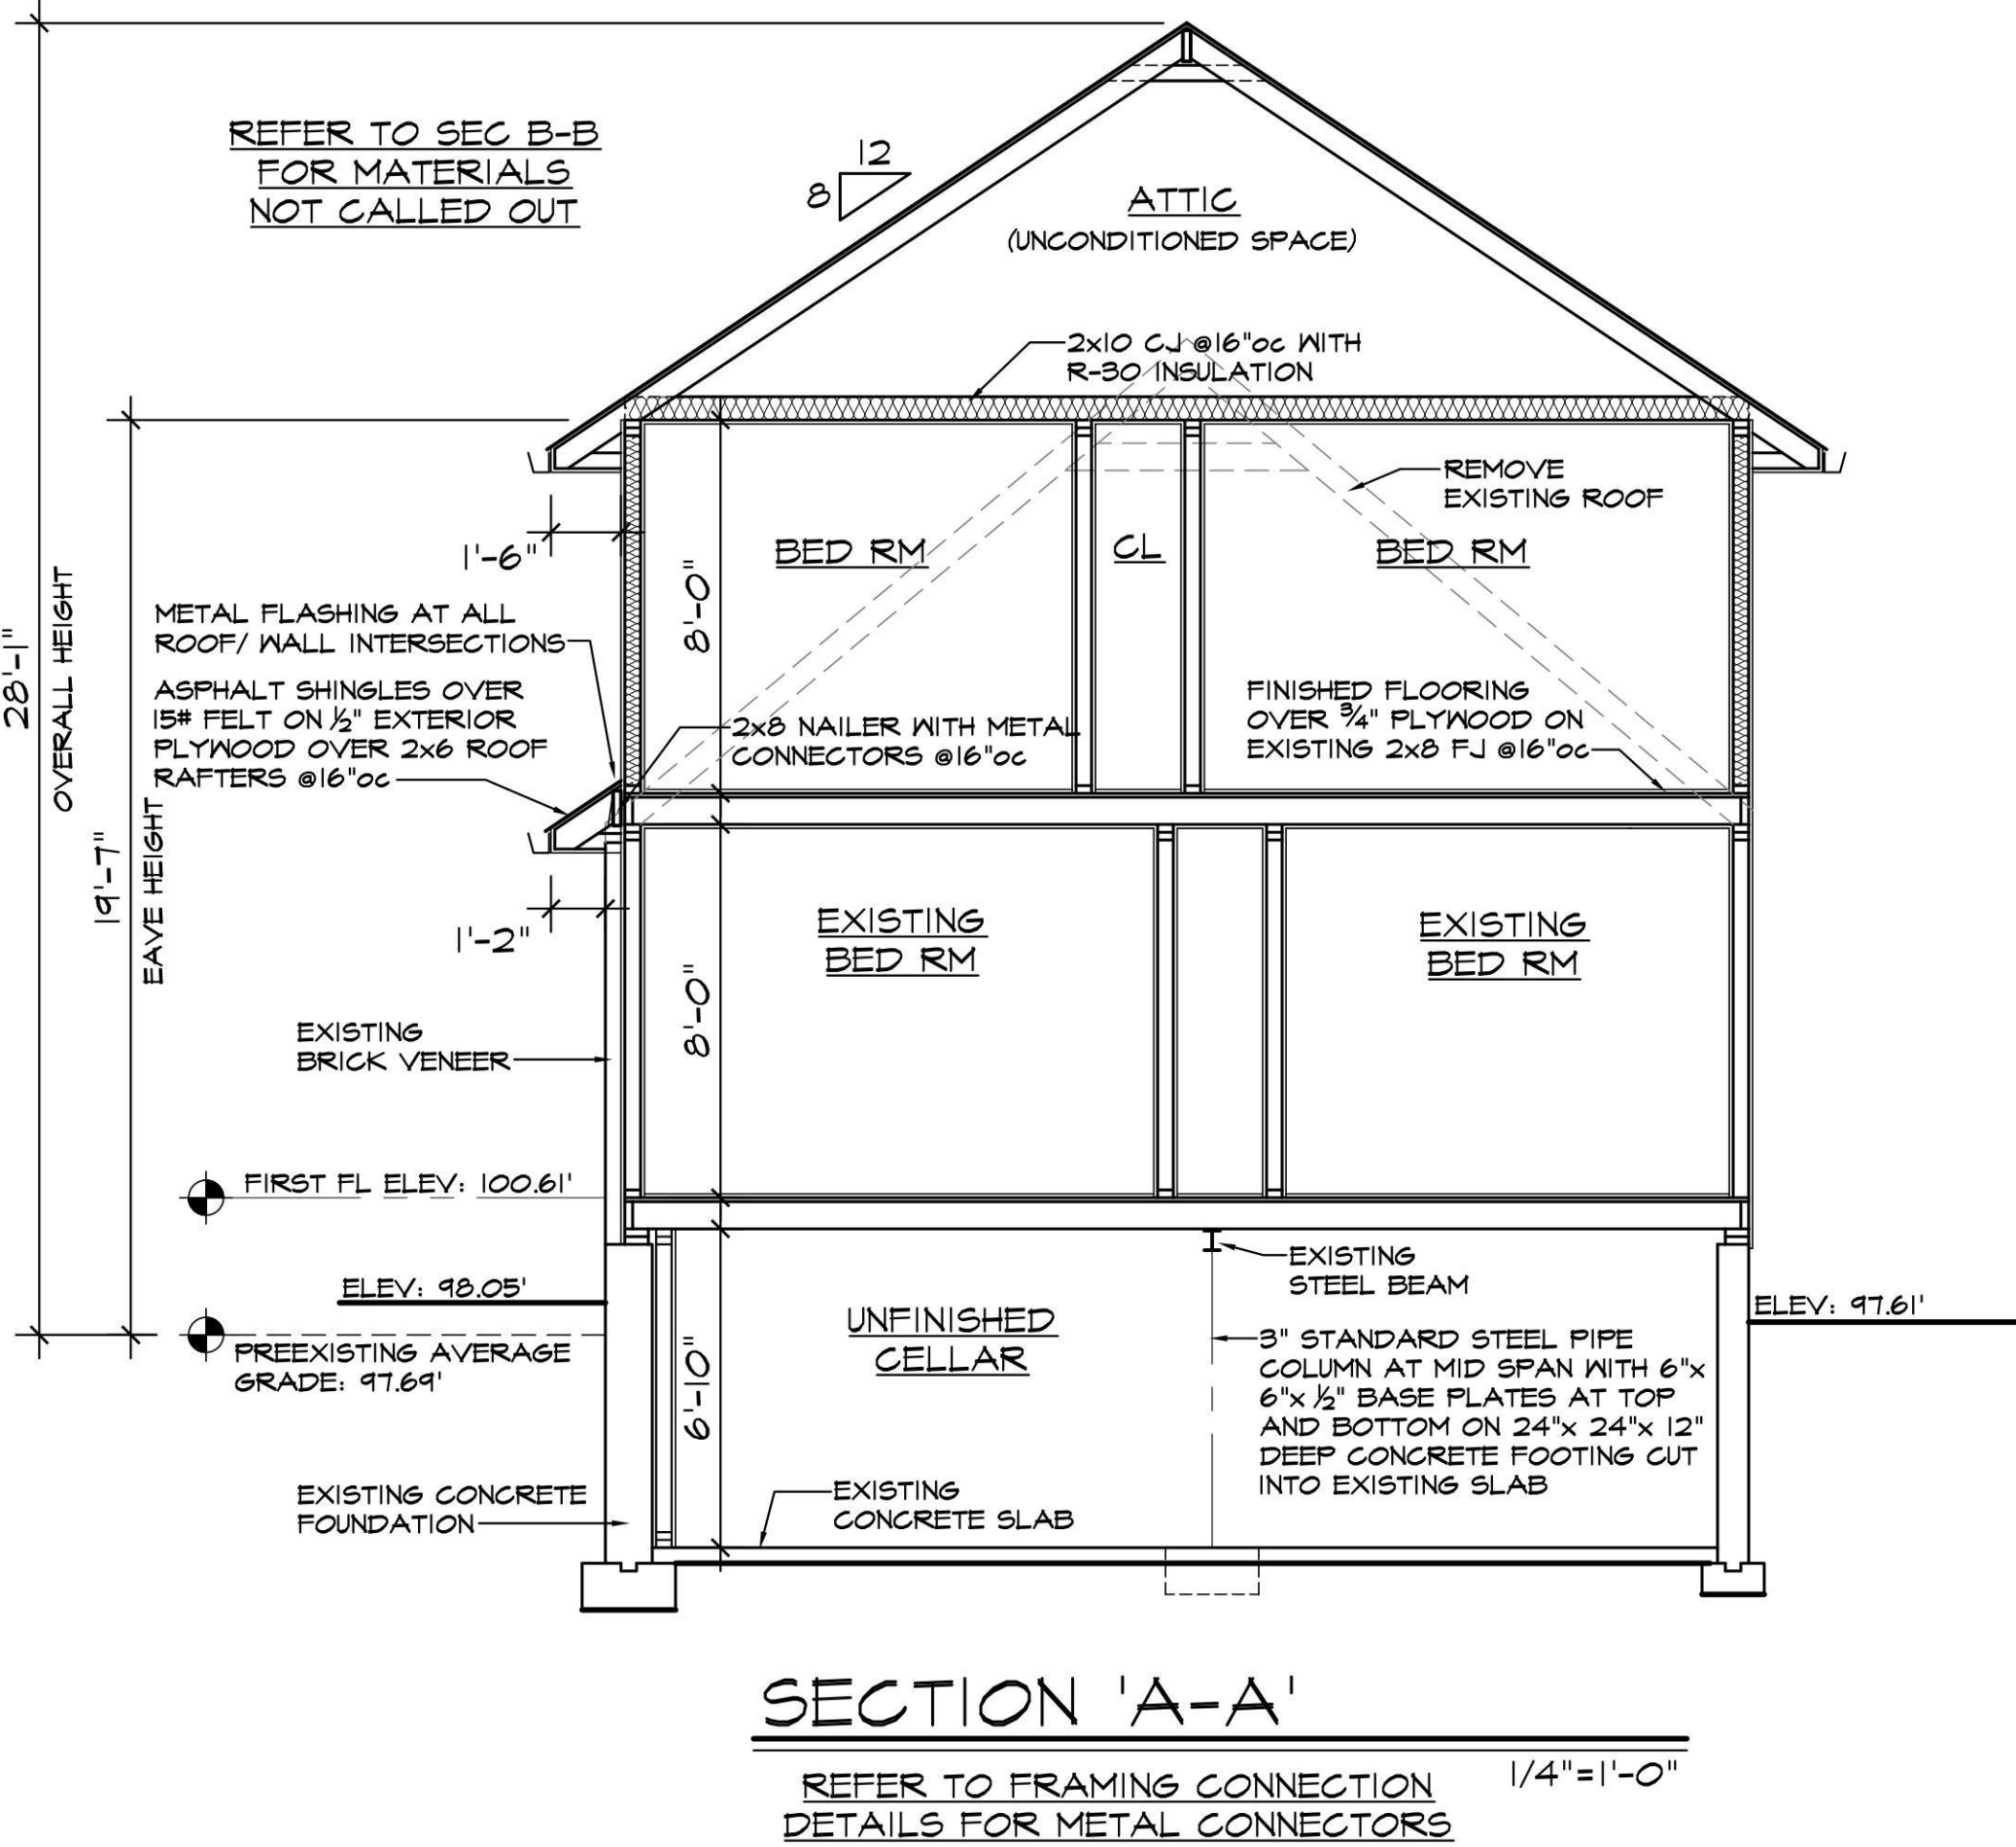 REFER TO SEC B-B
FOR MATERIALS
NOT CALLED OUT
12
8
ATTIC
(UNCONDITIONED SPACE)
2x10 CJ @16"oc WITH
R-30 INSULATION
REMOVE
EXISTING ROOF
1'-6"
BED RM
CL
BED RM
8'-0"
28'-1"
OVERALL HEIGHT
METAL FLASHING AT ALL
ROOF/ WALL INTERSECTIONS
ASPHALT SHINGLES OVER
15# FELT ON ½" EXTERIOR
PLYWOOD OVER 2x6 ROOF
RAFTERS @16"oc
2x8 NAILER WITH METAL
CONNECTORS @16"oc
FINISHED FLOORING
OVER ¾" PLYWOOD ON
EXISTING 2x8 FJ @16"oc
19'-7"
EAVE HEIGHT
1'-2"
EXISTING
BED RM
EXISTING
BED RM
8'-0"
EXISTING
BRICK VENEER
FIRST FL ELEV: 100.61'
ELEV: 98.05'
EXISTING
STEEL BEAM
ELEV: 97.61'
UNFINISHED
CELLAR
PREEXISTING AVERAGE
GRADE: 97.69'
6'-10"
3" STANDARD STEEL PIPE
COLUMN AT MID SPAN WITH 6"x
6"x ½" BASE PLATES AT TOP
AND BOTTOM ON 24"x 24"x 12"
DEEP CONCRETE FOOTING CUT
INTO EXISTING SLAB
EXISTING CONCRETE
FOUNDATION
EXISTING
CONCRETE SLAB
SECTION 'A-A'
1/4"=1'-0"
REFER TO FRAMING CONNECTION
DETAILS FOR METAL CONNECTORS